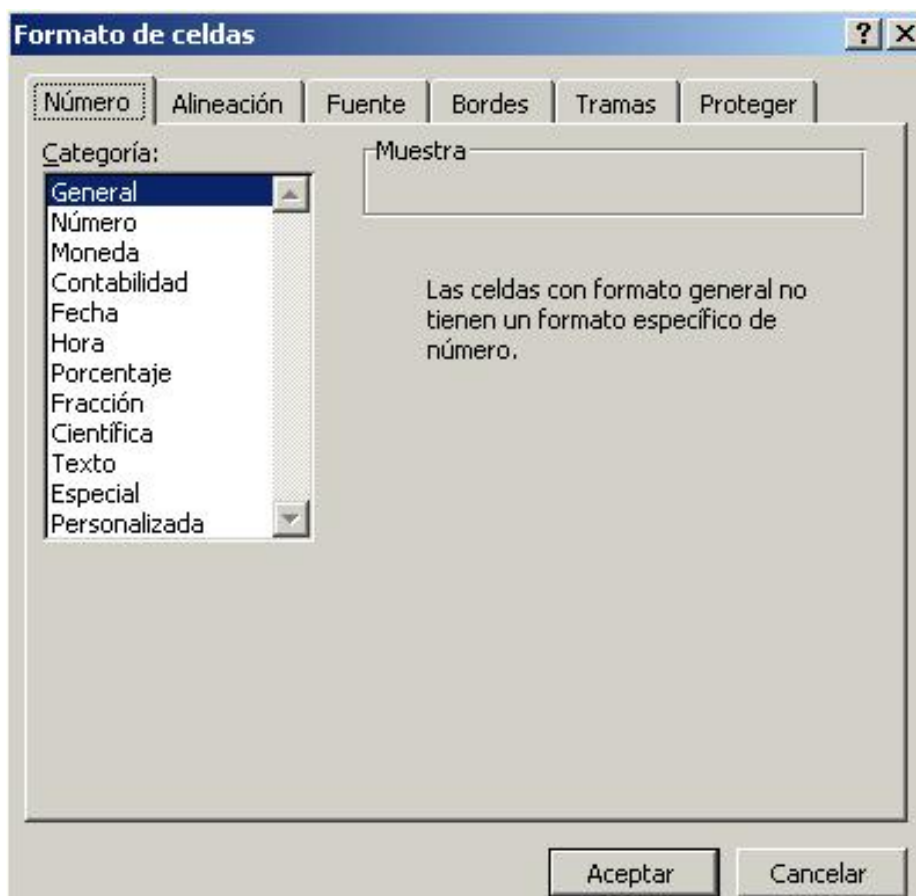 Formato de celdas
Número Alineación Fuente Bordes Tramas Proteger
Categoría:
General
Número
Moneda
Contabilidad
Fecha
Hora
Porcentaje
Fracción
Científica
Texto
Especial
Personalizada
Muestra
Las celdas con formato general no
tienen un formato específico de
número.
Aceptar Cancelar